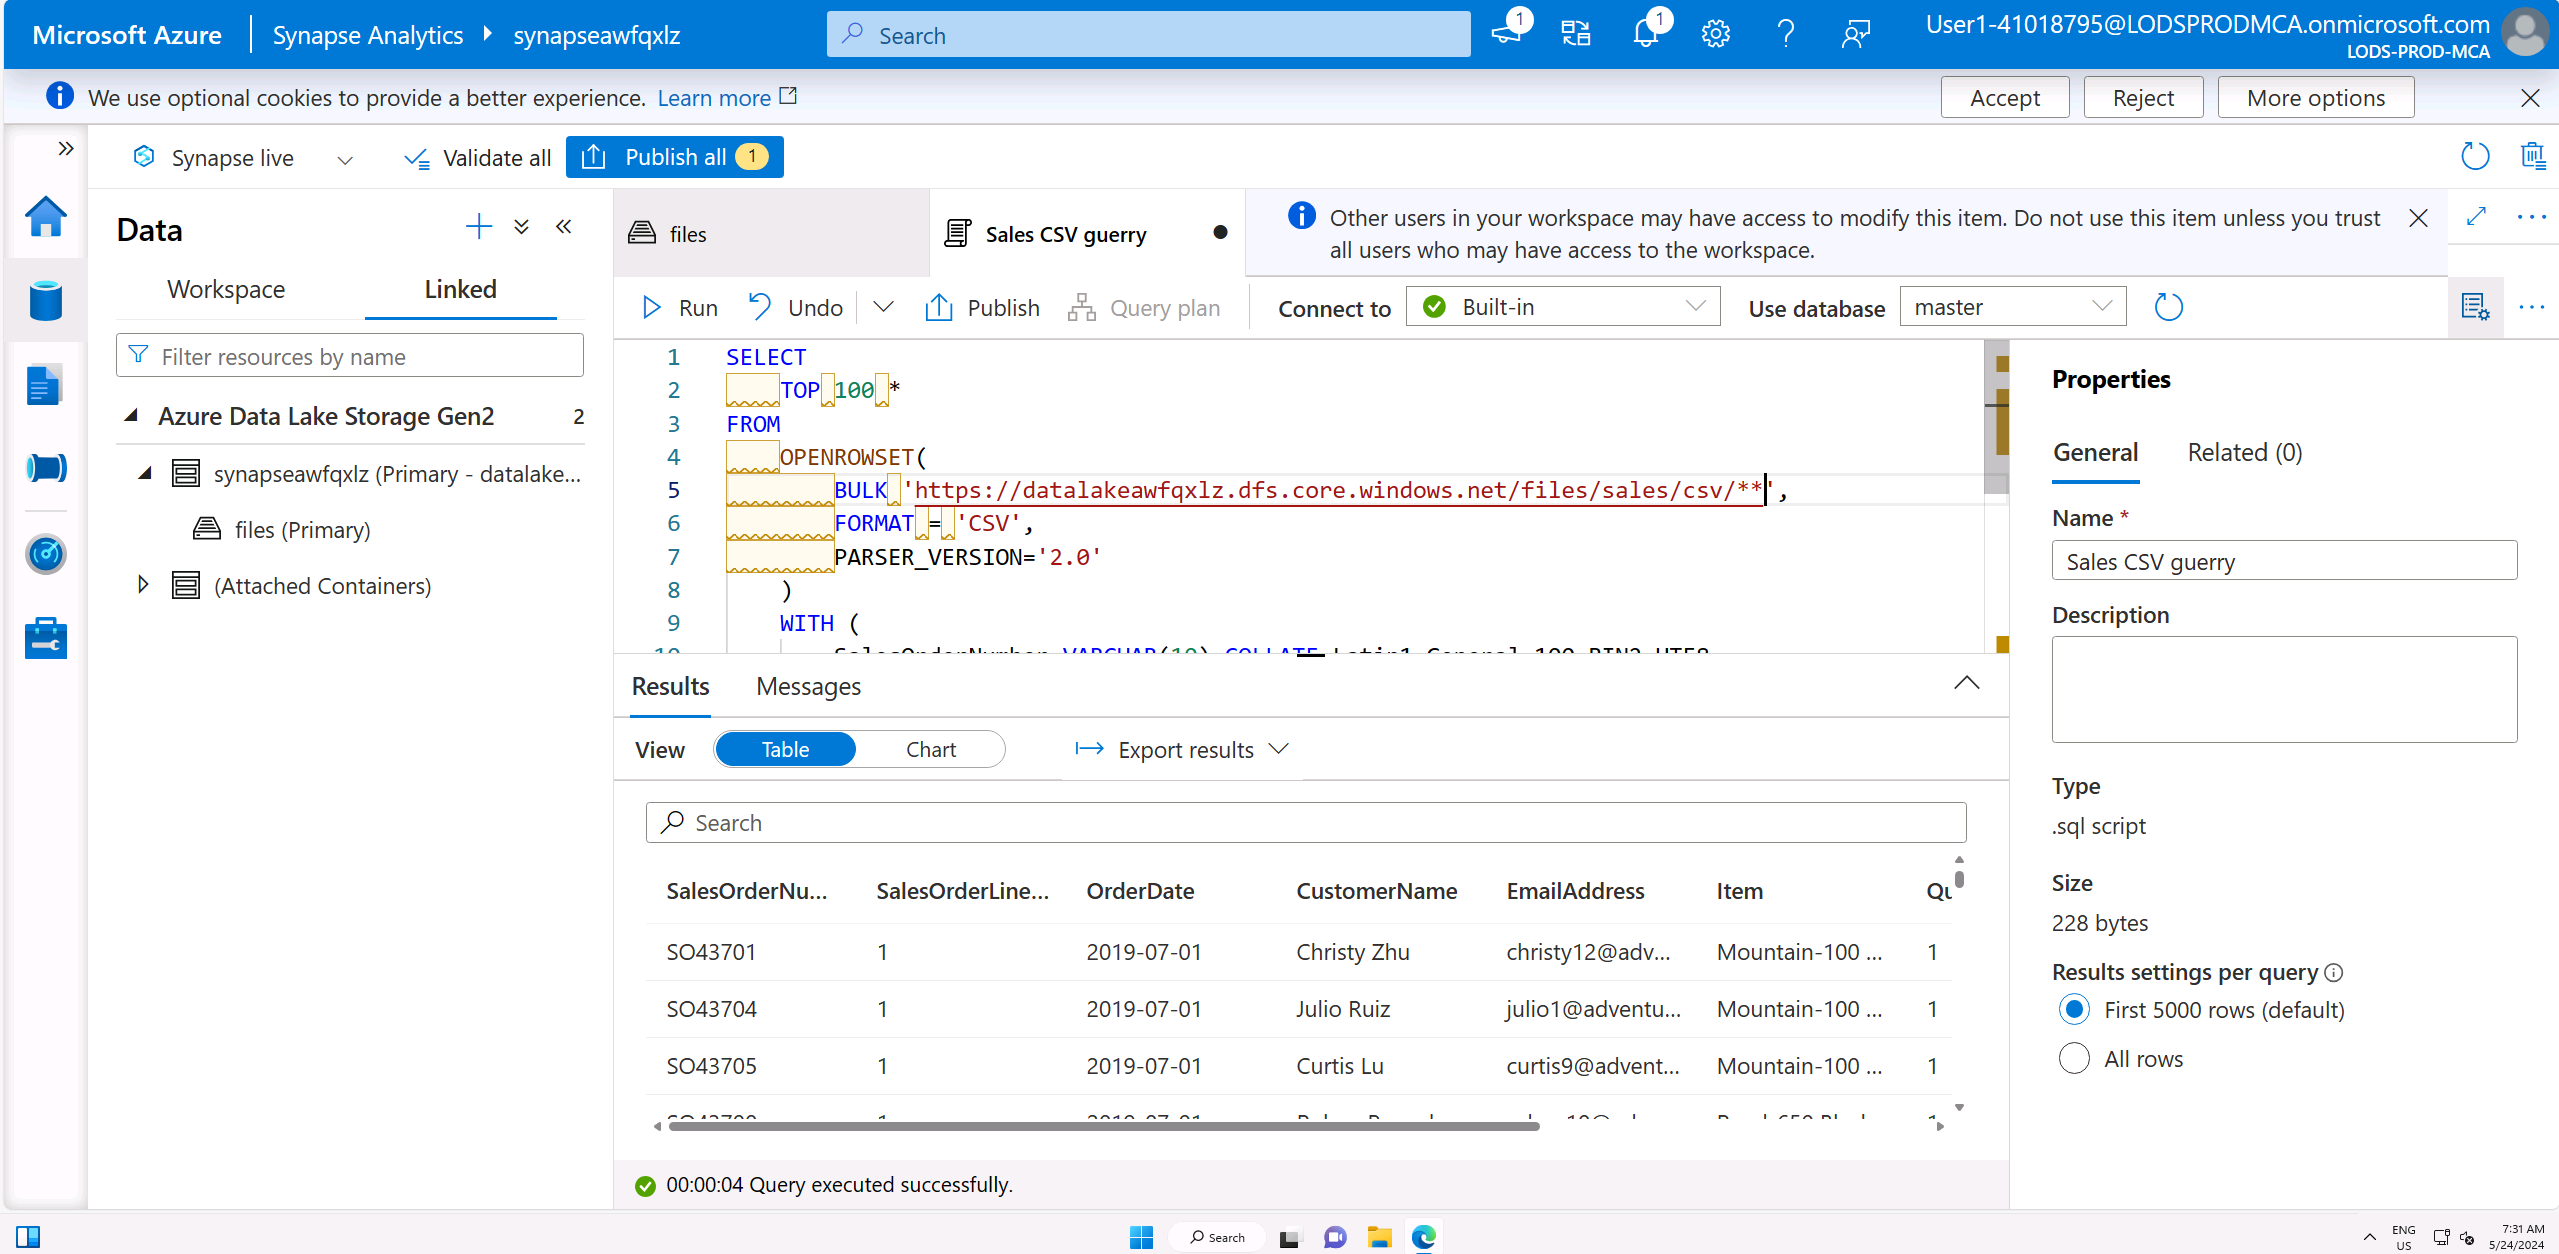 Microsoft Azure
Synapse Analytics
synapseawfqxlz
Search
1
1
User1-41018795@LODSPRODMCA.onmicrosoft.com
LODS-PROD-MCA
We use optional cookies to provide a better experience. Learn more
Accept
Reject
More options
Synapse live
Validate all
Publish all 1
Data
Workspace
Linked
Filter resources by name
Azure Data Lake Storage Gen2 2
synapseawfqxlz (Primary - datalake...
files (Primary)
(Attached Containers)
files
Sales CSV guerry
Other users in your workspace may have access to modify this item. Do not use this item unless you trust
all users who may have access to the workspace.
Run
Undo
Publish
Query plan
Connect to
Built-in
Use database
master
1 SELECT
2 TOP 100 *
3 FROM
4 OPENROWSET(
5 BULK 'https://datalakeawfqxlz.dfs.core.windows.net/files/sales/csv/**',
6 FORMAT = 'CSV',
7 PARSER_VERSION='2.0'
8 )
9 WITH (
10 SalesOrderNumber VARCHAR(10) COLLATE Latin1_General_100_BIN2_UTF8
Results
Messages
View
Table
Chart
Export results
Search
SalesOrderNu... SalesOrderLine... OrderDate CustomerName EmailAddress Item Qu
SO43701 1 2019-07-01 Christy Zhu christy12@adv... Mountain-100 ... 1
SO43704 1 2019-07-01 Julio Ruiz julio1@adventu... Mountain-100 ... 1
SO43705 1 2019-07-01 Curtis Lu curtis9@advent... Mountain-100 ... 1
00:00:04 Query executed successfully.
Properties
General
Related (0)
Name *
Sales CSV guerry
Description
Type
.sql script
Size
228 bytes
Results settings per query
First 5000 rows (default)
All rows
Search
ENG
US
7:31 AM
5/24/2024